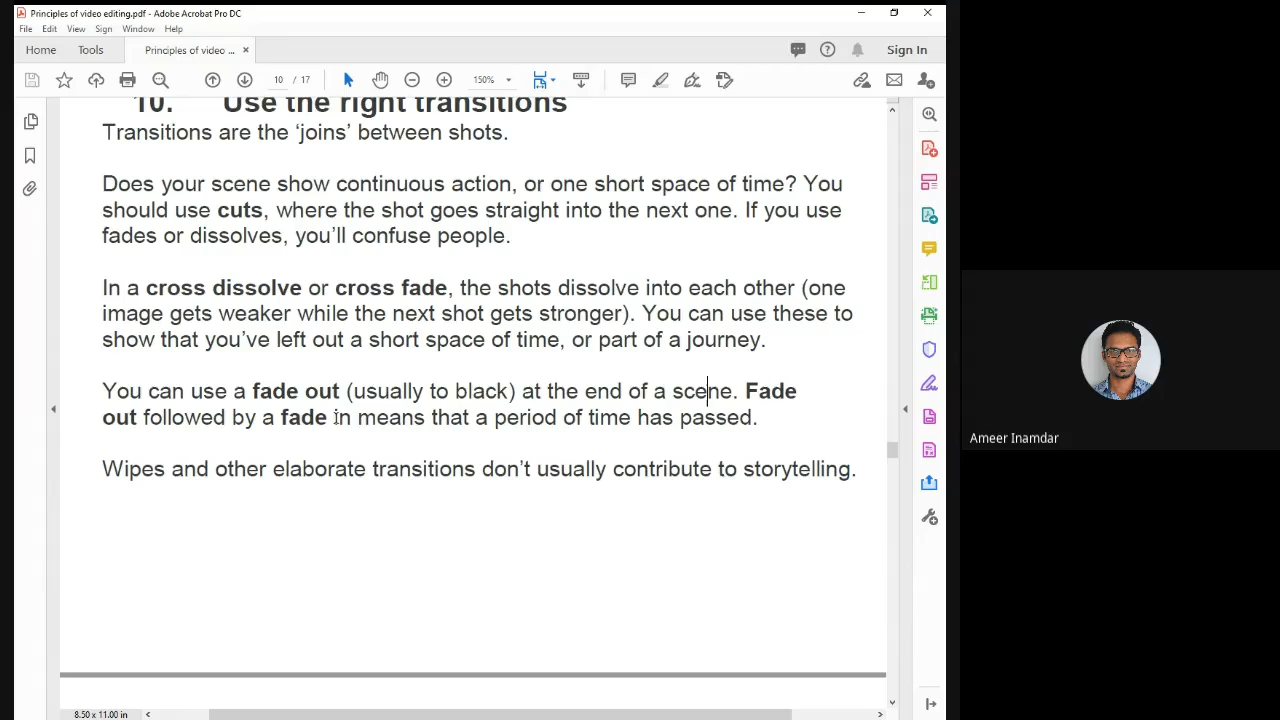 Principles of video editing.pdf - Adobe Acrobat Pro DC
File Edit View Sign Window Help
Home Tools Principles of video ... × Sign In
10 / 17 150%
10. Use the right transitions
Transitions are the ‘joins’ between shots.
Does your scene show continuous action, or one short space of time? You
should use cuts, where the shot goes straight into the next one. If you use
fades or dissolves, you’ll confuse people.
In a cross dissolve or cross fade, the shots dissolve into each other (one
image gets weaker while the next shot gets stronger). You can use these to
show that you’ve left out a short space of time, or part of a journey.
You can use a fade out (usually to black) at the end of a scene. Fade
out followed by a fade in means that a period of time has passed.
Wipes and other elaborate transitions don’t usually contribute to storytelling.
8.50 x 11.00 in
Ameer Inamdar